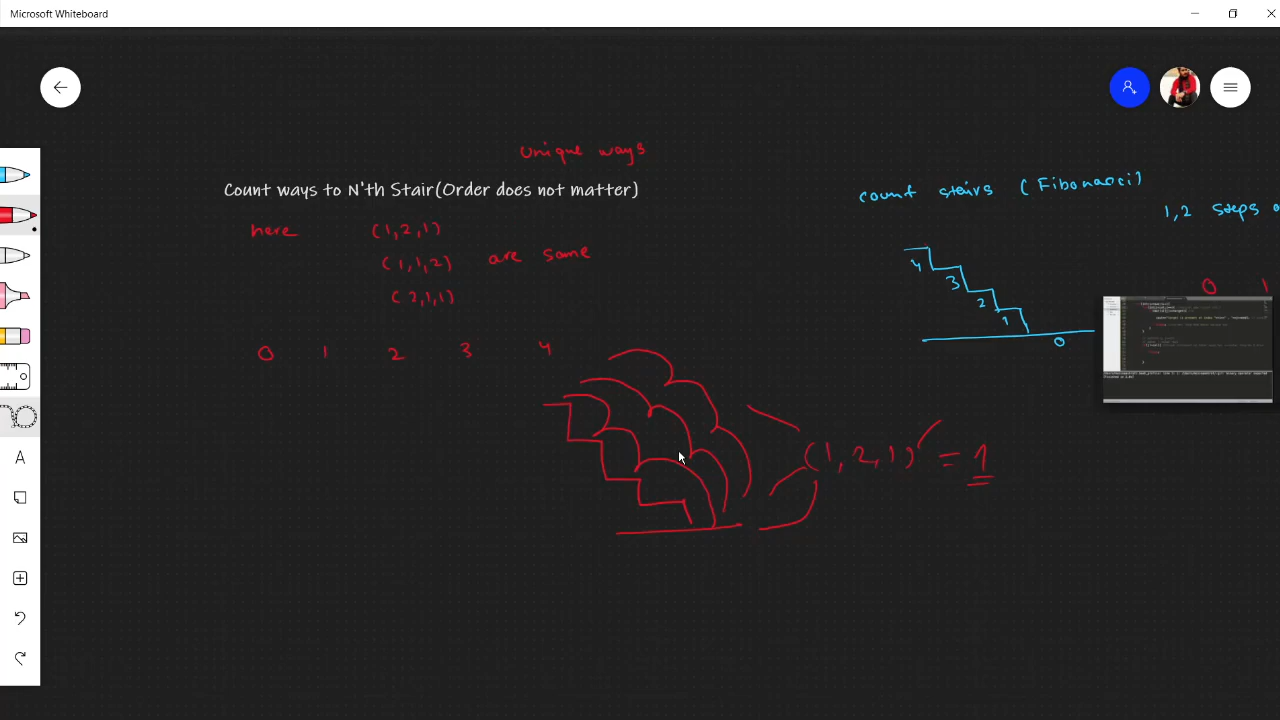 Microsoft Whiteboard
unique ways
Count ways to N'th Stair(Order does not matter)
here (1,2,1)
(1,1,2) are same
(2,1,1)
0 1 2 3 4
(1,2,1) = 1
count stairs (Fibonacci)
1,2 steps
4
3
2
1
0
0 1
A